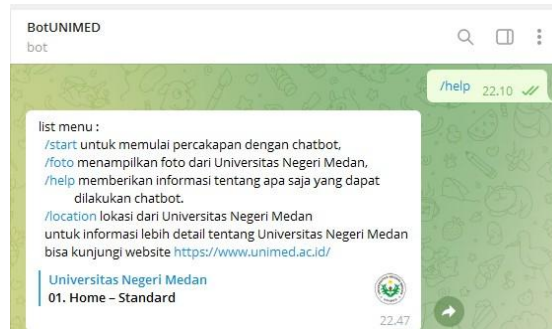 BotUNIMED
bot
/help 22.10
list menu :
/start untuk memulai percakapan dengan chatbot,
/foto menampilkan foto dari Universitas Negeri Medan,
/help memberikan informasi tentang apa saja yang dapat
dilakukan chatbot.
/location lokasi dari Universitas Negeri Medan
untuk informasi lebih detail tentang Universitas Negeri Medan
bisa kunjungi website https://www.unimed.ac.id/
Universitas Negeri Medan
01. Home – Standard
22.47